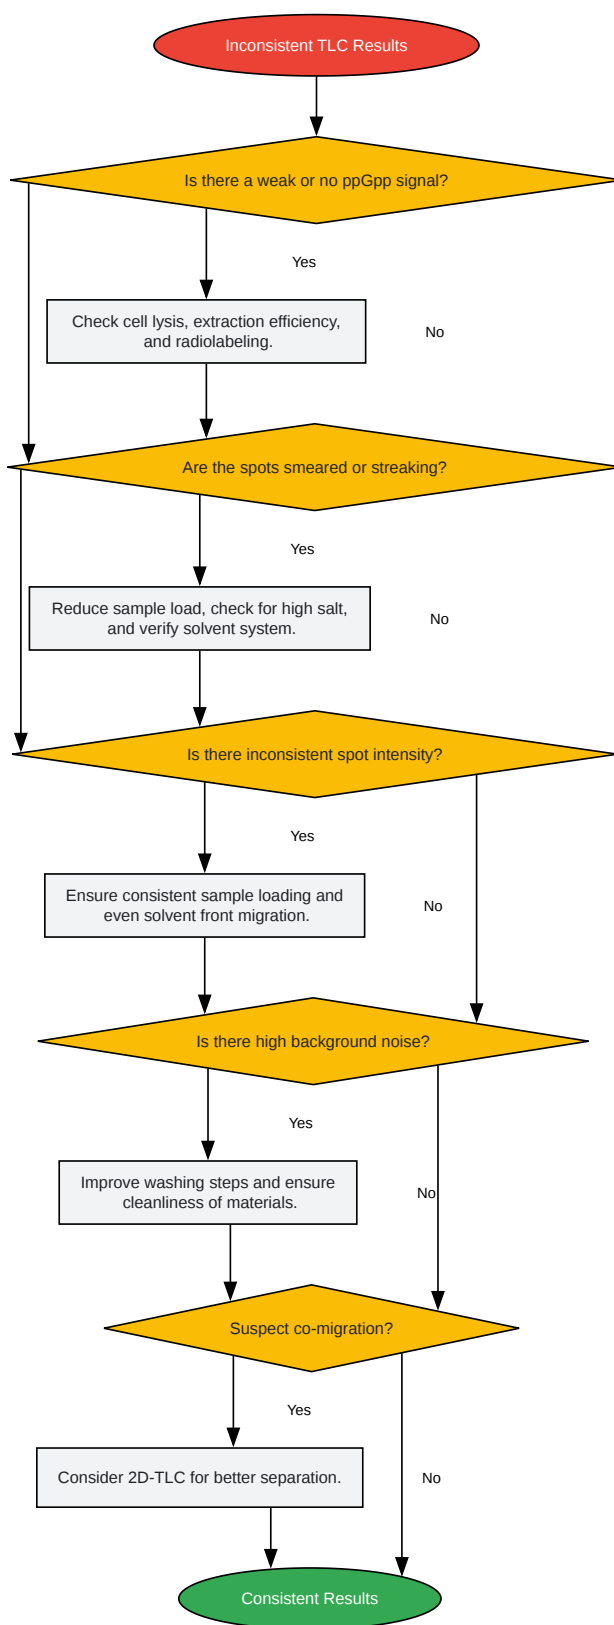 Inconsistent TLC Results
Is there a weak or no ppGpp signal?
Yes
Check cell lysis, extraction efficiency,
and radiolabeling.
No
Are the spots smeared or streaking?
Yes
Reduce sample load, check for high salt,
and verify solvent system.
No
Is there inconsistent spot intensity?
Yes
Ensure consistent sample loading and
even solvent front migration.
No
Is there high background noise?
Yes
Improve washing steps and ensure
cleanliness of materials.
No
Suspect co-migration?
Yes
Consider 2D-TLC for better separation.
No
Consistent Results